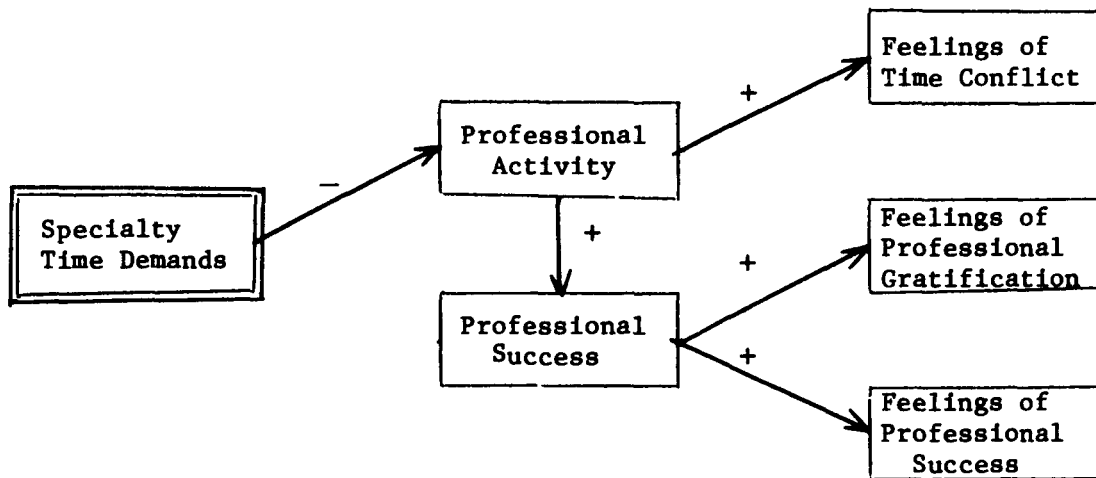 Feelings of
Time Conflict
+
Professional
Activity
−
Specialty
Time Demands
+
Feelings of
Professional
Gratification
+
Professional
Success
+
Feelings of
Professional
Success